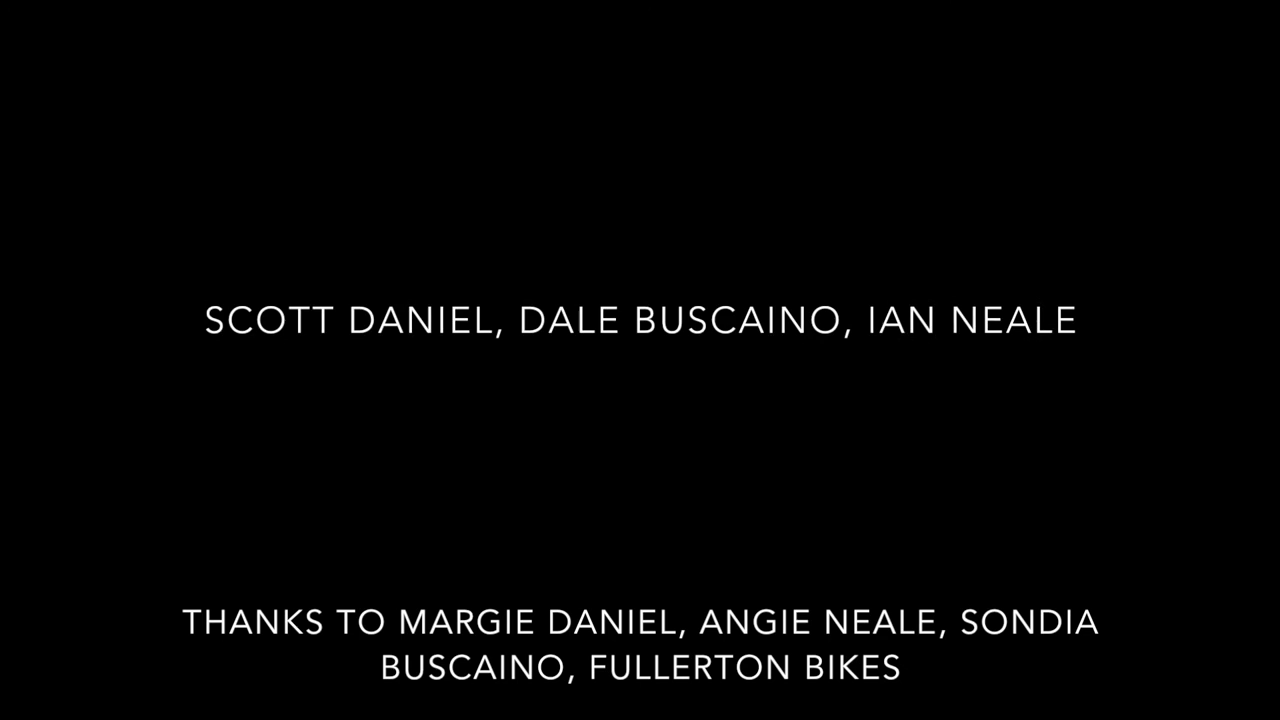 SCOTT DANIEL, DALE BUSCAINO, IAN NEALE
THANKS TO MARGIE DANIEL, ANGIE NEALE, SONDIA
BUSCAINO, FULLERTON BIKES